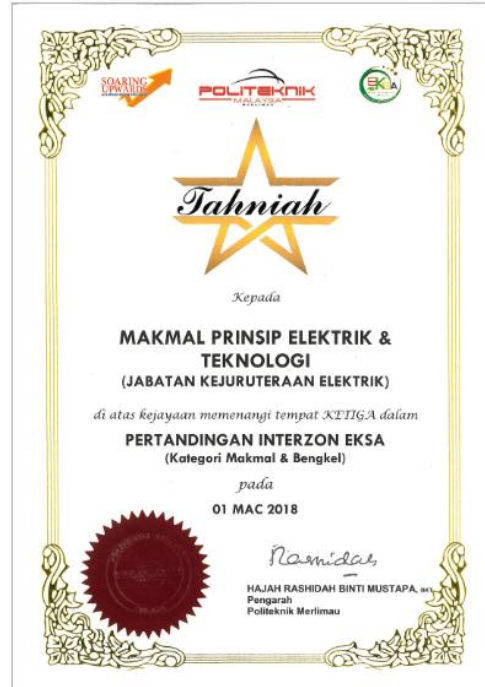 SOARING
UPWARDS
POLITEKNIK
MALAYSIA
MERLIMAU
EKSA
Tahniah
Kepada
MAKMAL PRINSIP ELEKTRIK &
TEKNOLOGI
(JABATAN KEJURUTERAAN ELEKTRIK)
di atas kejayaan memenangi tempat KETIGA dalam
PERTANDINGAN INTERZON EKSA
(Kategori Makmal & Bengkel)
pada
01 MAC 2018
HAJAH RASHIDAH BINTI MUSTAPA,
Pengarah
Politeknik Merlimau